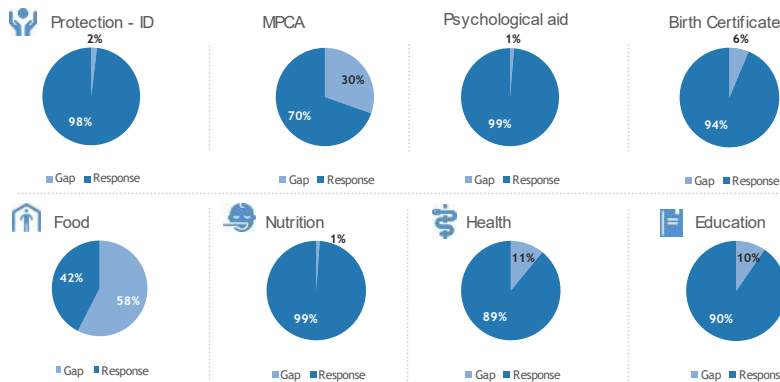 Protection - ID
2%
98%
Gap Response
MPCA
30%
70%
Gap Response
Psychological aid
1%
99%
Gap Response
Birth Certificate
6%
94%
Gap Response
Food
42%
58%
Gap Response
Nutrition
1%
99%
Gap Response
Health
11%
89%
Gap Response
Education
10%
90%
Gap Respons